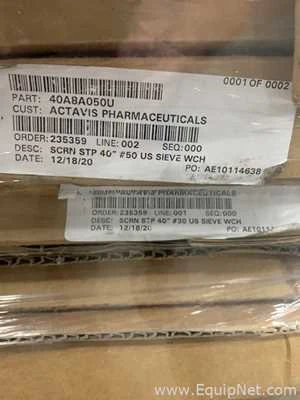 0001 OF 0002
PART: 40A8A050U
CUST: ACTAVIS PHARMACEUTICALS
ORDER: 235359 LINE: 002 SEQ: 000
DESC: SCRN STP 40" #50 US SIEVE WCH
DATE: 12/18/20 PO: AE10114638
PHARMACEUTICALS
ORDER: 235359 LINE: 001 SEQ: 000
DESC: SCRN STP 40" #30 US SIEVE WCH
DATE: 12/18/20
© www.EquipNet.com